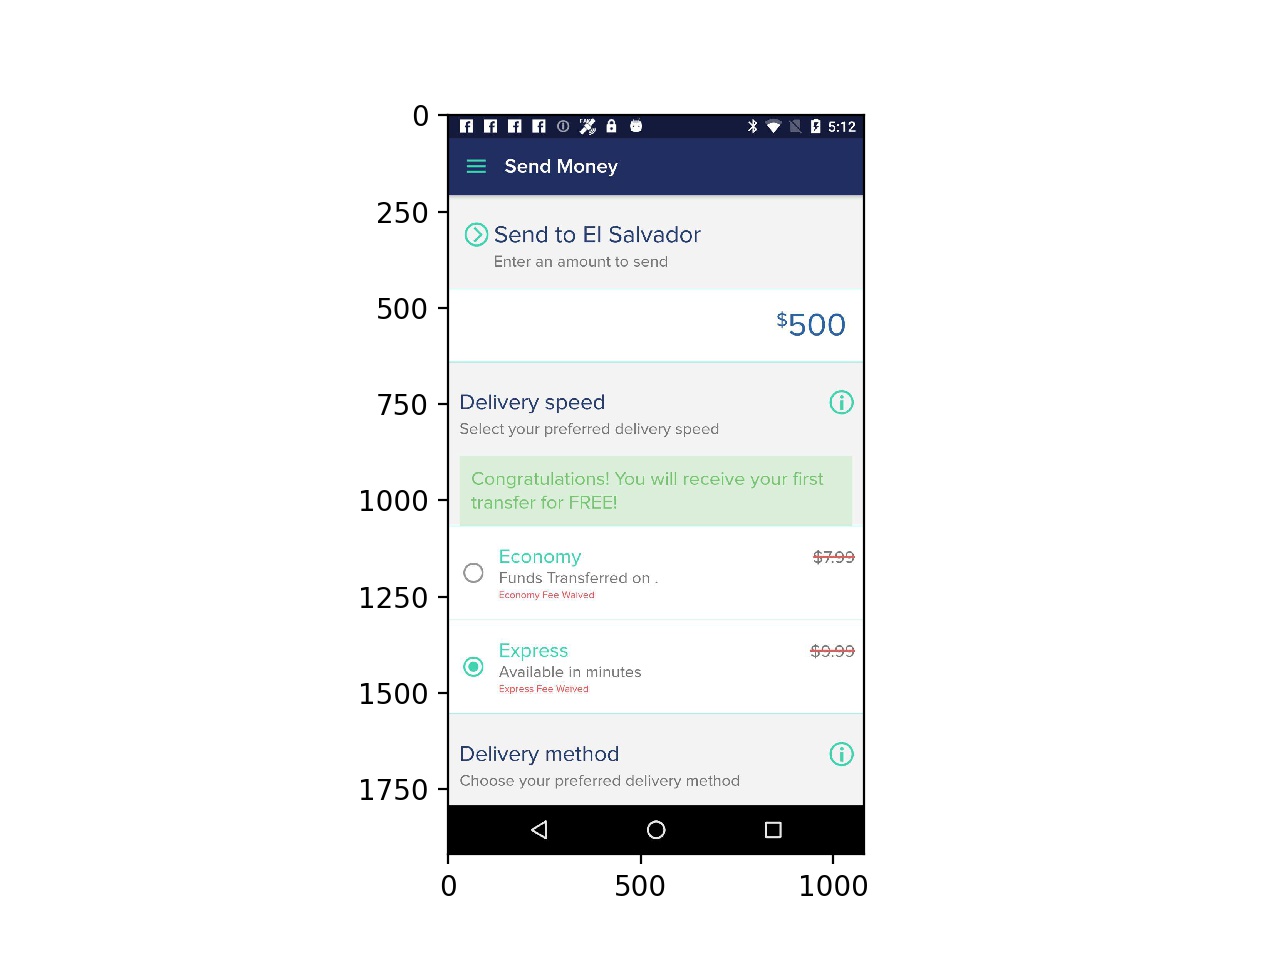 5:12
Send Money
Send to El Salvador
Enter an amount to send
$500
Delivery speed
Select your preferred delivery speed
Congratulations! You will receive your first
transfer for FREE!
Economy $7.99
Funds Transferred on .
Economy Fee Waived
Express $9.99
Available in minutes
Express Fee Waived
Delivery method
Choose your preferred delivery method
0
250
500
750
1000
1250
1500
1750
0 500 1000